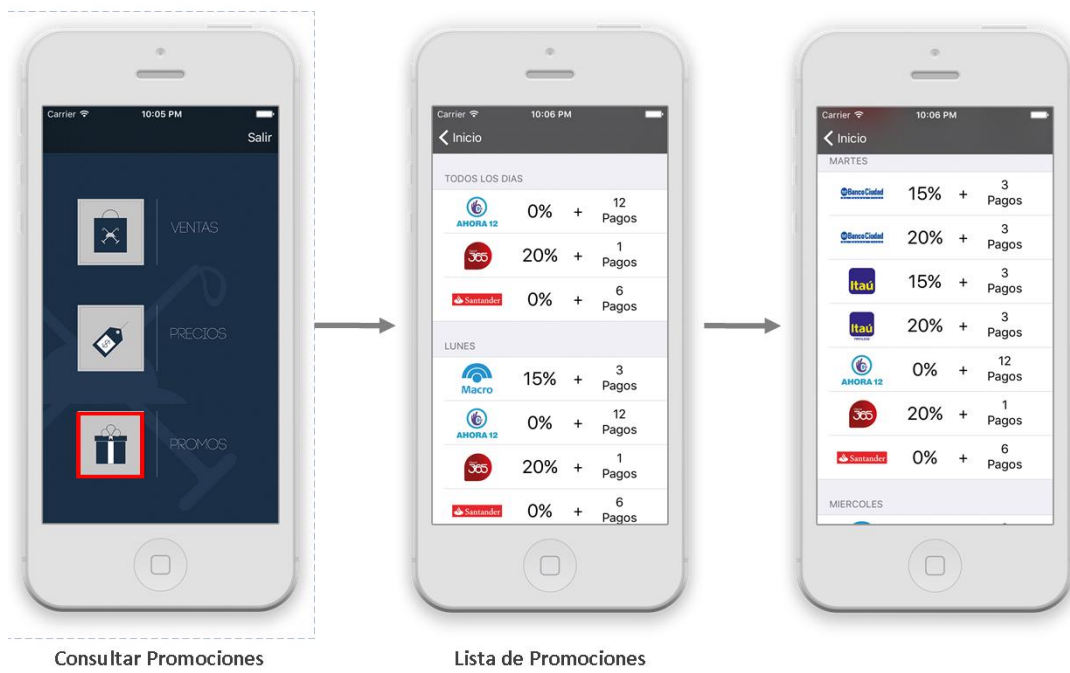 Carrier 10:05 PM
Salir
VENTAS
PRECIOS
$
PROMOS
Consultar Promociones
Carrier 10:06 PM
Inicio
TODOS LOS DIAS
AHORA 12 0% + 12 Pagos
365 20% + 1 Pagos
Santander 0% + 6 Pagos
LUNES
Macro 15% + 3 Pagos
AHORA 12 0% + 12 Pagos
365 20% + 1 Pagos
Santander 0% + 6 Pagos
Lista de Promociones
Carrier 10:06 PM
Inicio
MARTES
BancoCiudad 15% + 3 Pagos
BancoCiudad 20% + 3 Pagos
Itaú 15% + 3 Pagos
Itaú 20% + 3 Pagos
AHORA 12 0% + 12 Pagos
365 20% + 1 Pagos
Santander 0% + 6 Pagos
MIERCOLES